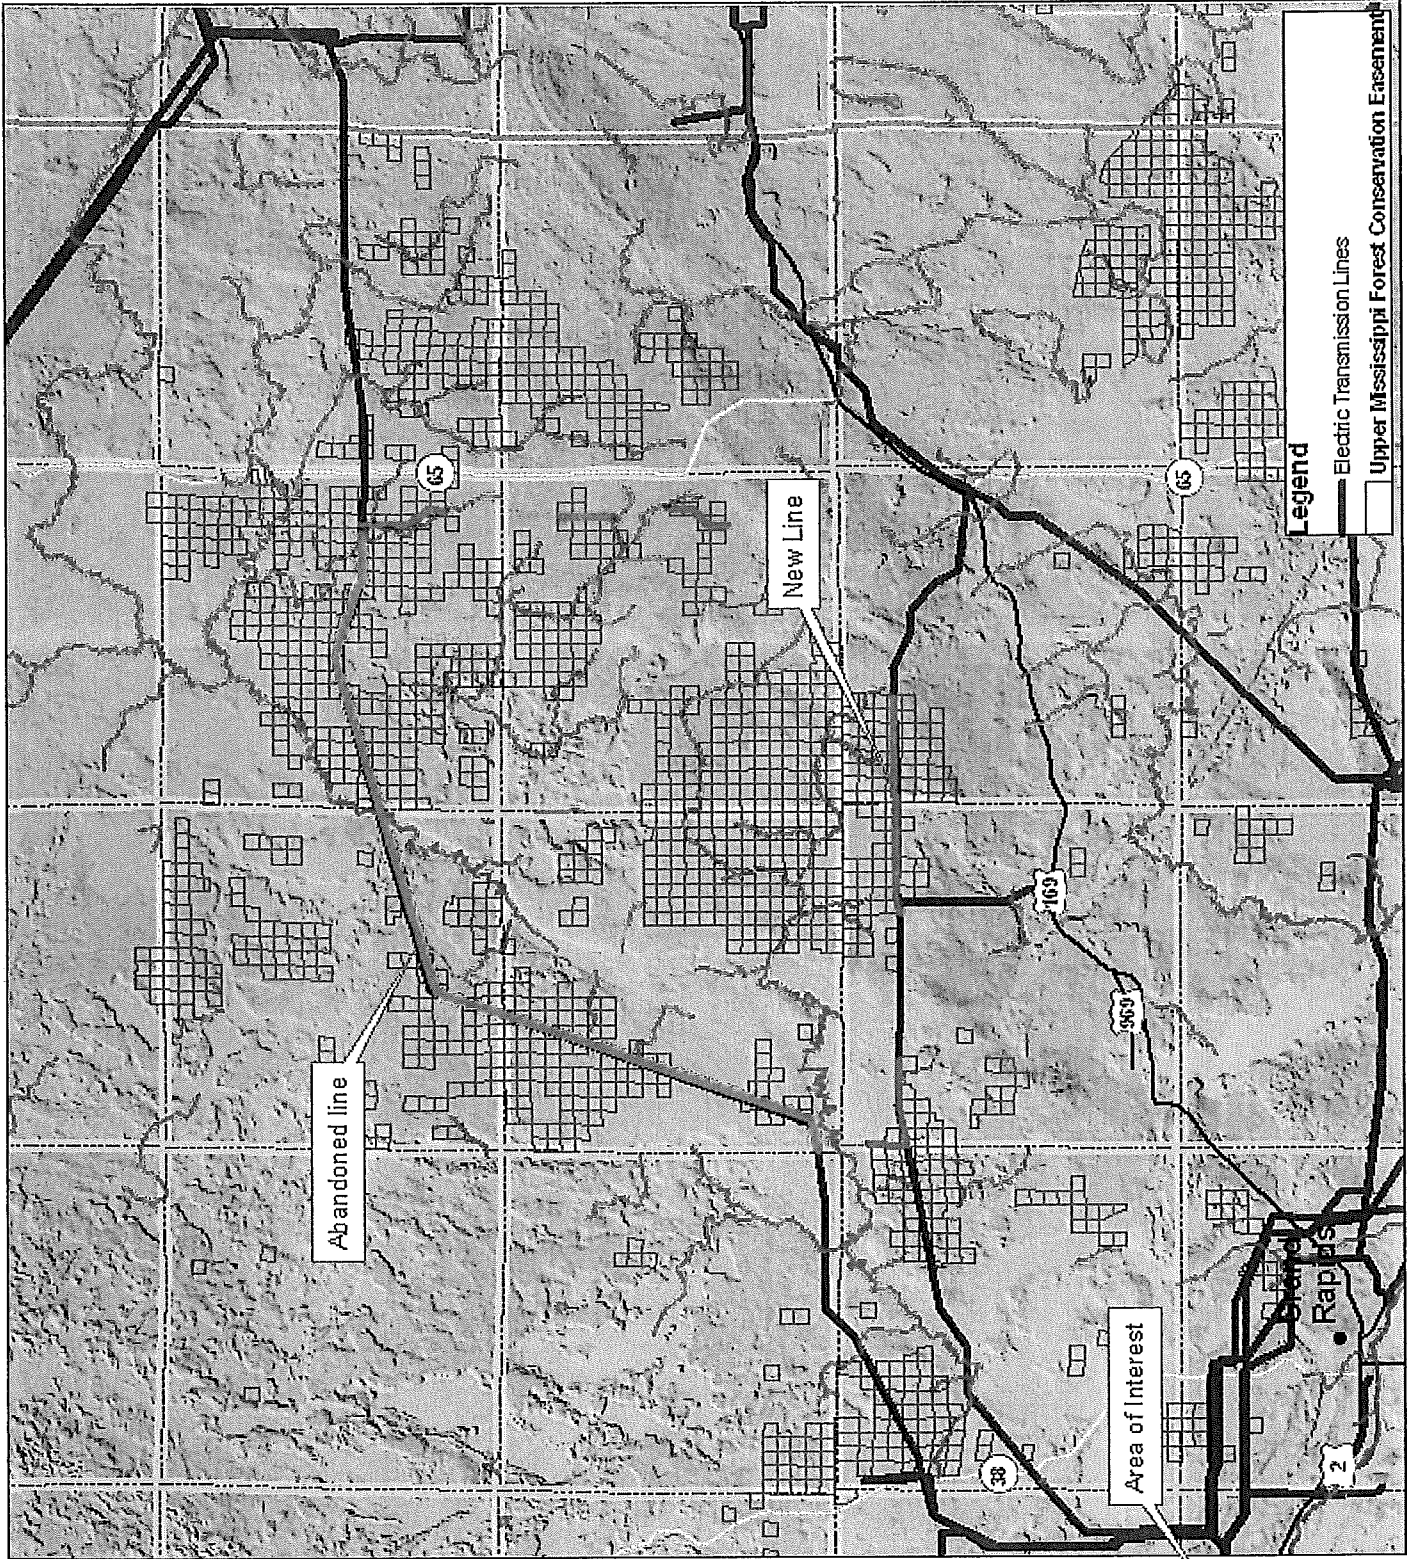 Abandoned line
65
New Line
169
969
38
65
Area of Interest
Grand
Rapids
2
Legend
Electric Transmission Lines
Upper Mississippi Forest Conservation Easement